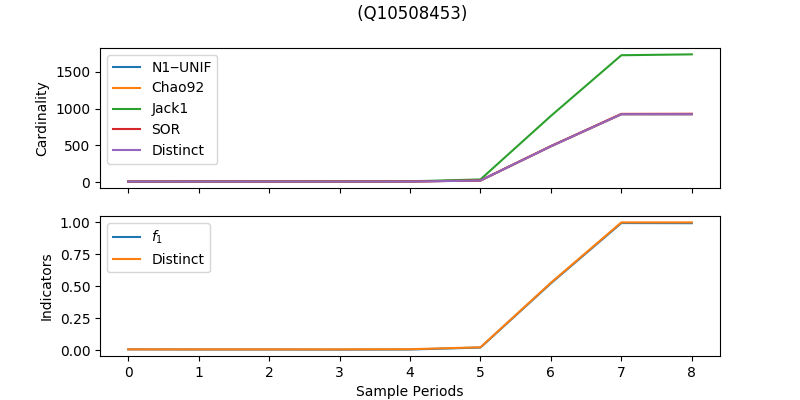 (Q10508453)
Cardinality
1500
1000
500
0
N1−UNIF
Chao92
Jack1
SOR
Distinct
Indicators
1.00
0.75
0.50
0.25
0.00
f1
Distinct
0 1 2 3 4 5 6 7 8
Sample Periods